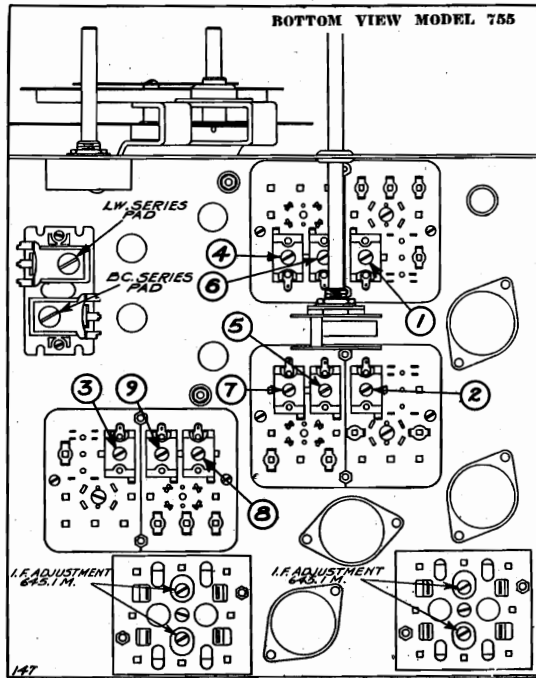 BOTTOM VIEW MODEL 755
L.W. SERIES
PAD
B.C. SERIES
PAD
4
6
1
5
3
9
7
2
8
I.F. ADJUSTMENT
645.1 M.
I.F. ADJUSTMENT
645.1 M.
147